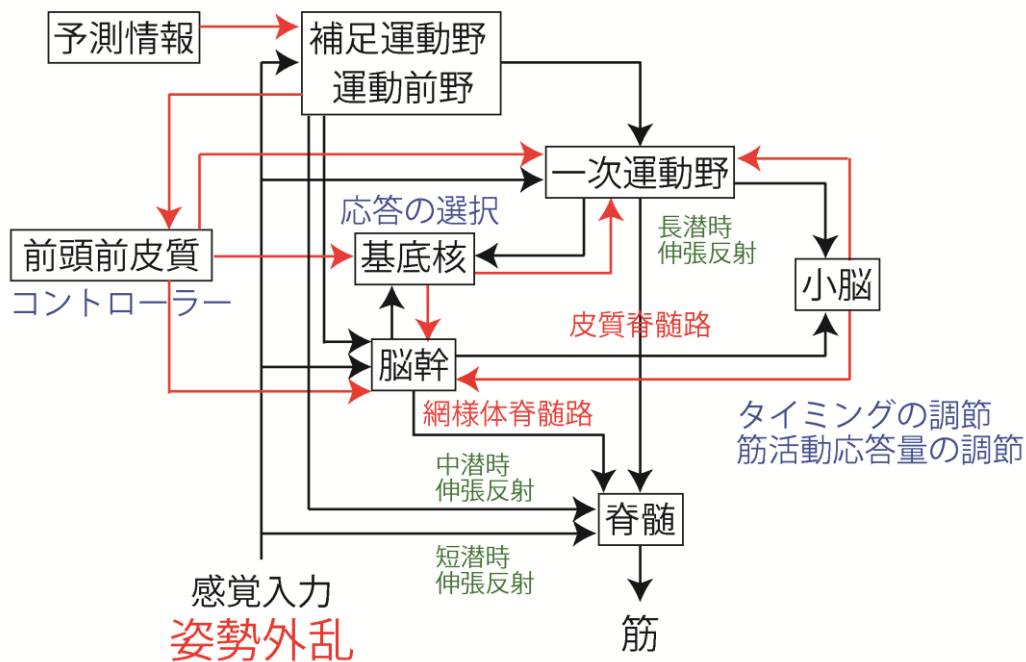 予測情報
補足運動野
運動前野
一次運動野
応答の選択
長潜時
伸張反射
前頭前皮質
基底核
小脳
コントローラー
皮質脊髄路
脳幹
網様体脊髄路
タイミングの調節
筋活動応答量の調節
中潜時
伸張反射
脊髄
短潜時
伸張反射
感覚入力
姿勢外乱
筋